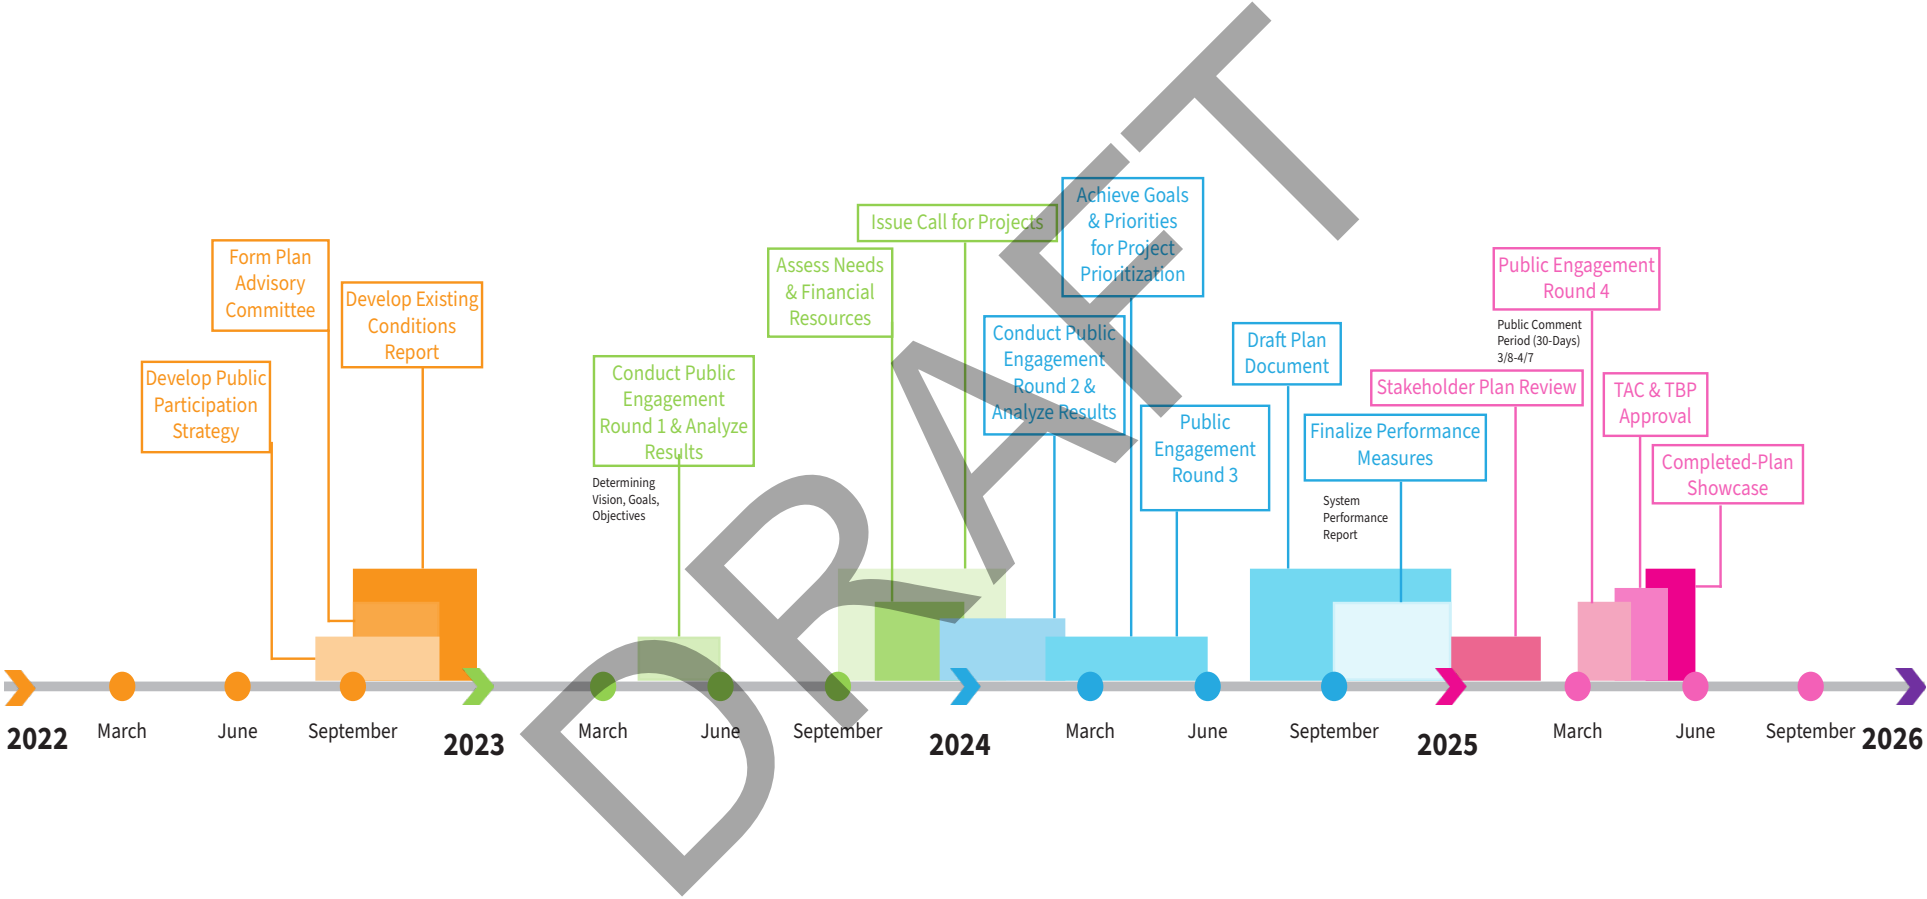 Form Plan
Advisory
Committee
Develop Existing
Conditions
Report
Develop Public
Participation
Strategy
Conduct Public
Engagement
Round 1 & Analyze
Results
Determining
Vision, Goals,
Objectives
Assess Needs
& Financial
Resources
Issue Call for Projects
Achieve Goals
& Priorities
for Project
Prioritization
Conduct Public
Engagement
Round 2 &
Analyze Results
Public
Engagement
Round 3
Draft Plan
Document
Finalize Performance
Measures
System
Performance
Report
Stakeholder Plan Review
Public Engagement
Round 4
Public Comment
Period (30-Days)
3/8-4/7
TAC & TBP
Approval
Completed-Plan
Showcase
2022
March
June
September
2023
March
June
September
2024
March
June
September
2025
March
June
September
2026
DRAFT